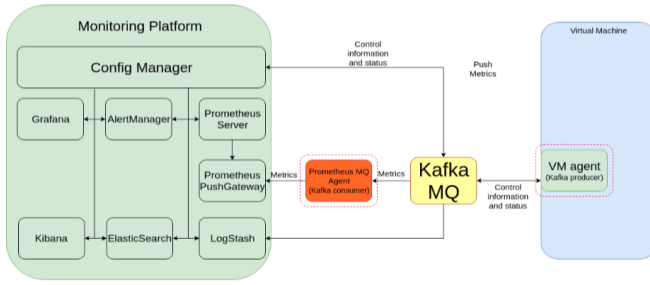 Monitoring Platform
Config Manager
Grafana
AlertManager
Prometheus
Server
Prometheus
PushGateway
Kibana
ElasticSearch
LogStash
Metrics
Prometheus MQ
Agent
(Kafka consumer)
Metrics
Control
information
and status
Kafka
MQ
Push
Metrics
Control
information
and status
Virtual Machine
VM agent
(Kafka producer)